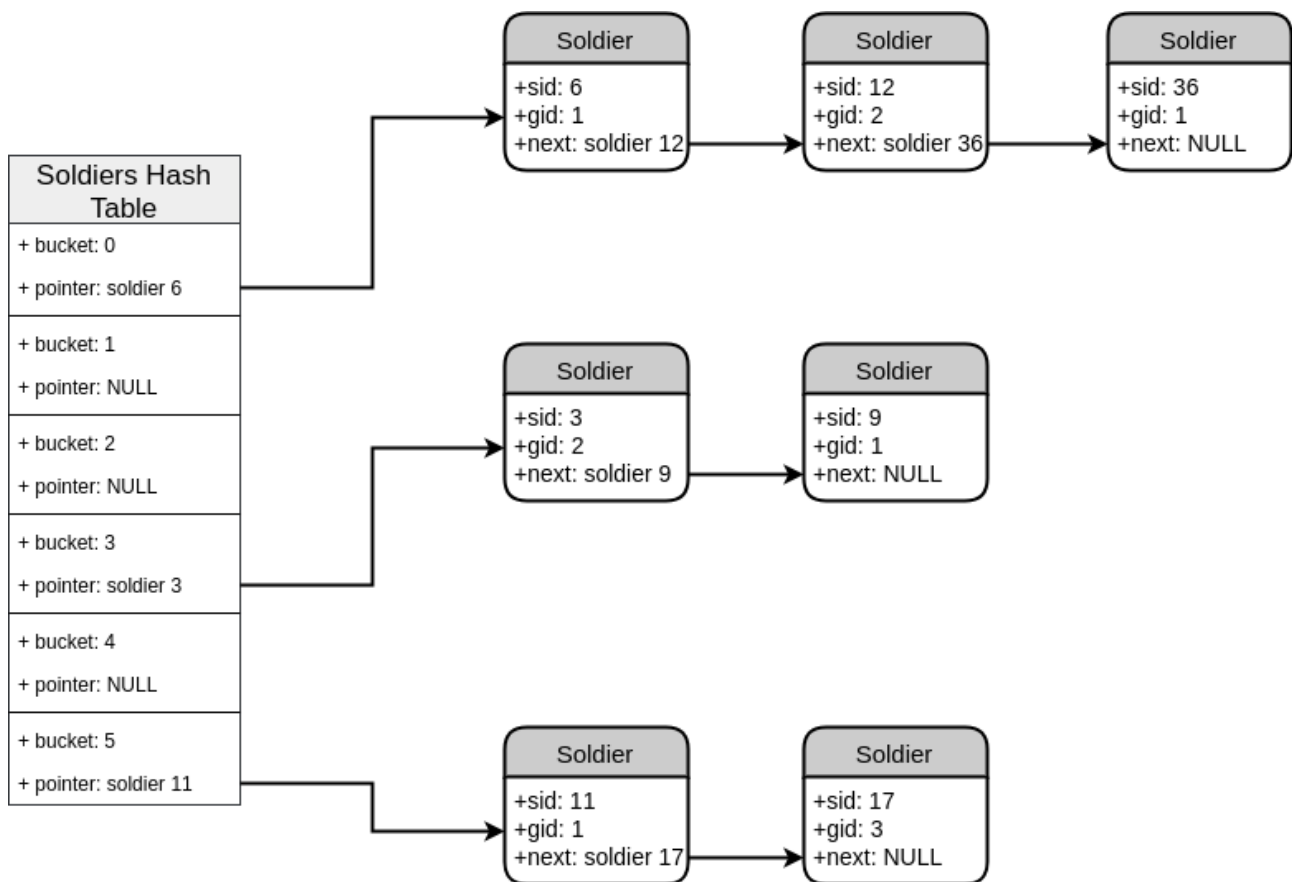 Soldiers Hash
Table
+ bucket: 0
+ pointer: soldier 6
+ bucket: 1
+ pointer: NULL
+ bucket: 2
+ pointer: NULL
+ bucket: 3
+ pointer: soldier 3
+ bucket: 4
+ pointer: NULL
+ bucket: 5
+ pointer: soldier 11
Soldier
+sid: 6
+gid: 1
+next: soldier 12
Soldier
+sid: 12
+gid: 2
+next: soldier 36
Soldier
+sid: 36
+gid: 1
+next: NULL
Soldier
+sid: 3
+gid: 2
+next: soldier 9
Soldier
+sid: 9
+gid: 1
+next: NULL
Soldier
+sid: 11
+gid: 1
+next: soldier 17
Soldier
+sid: 17
+gid: 3
+next: NULL